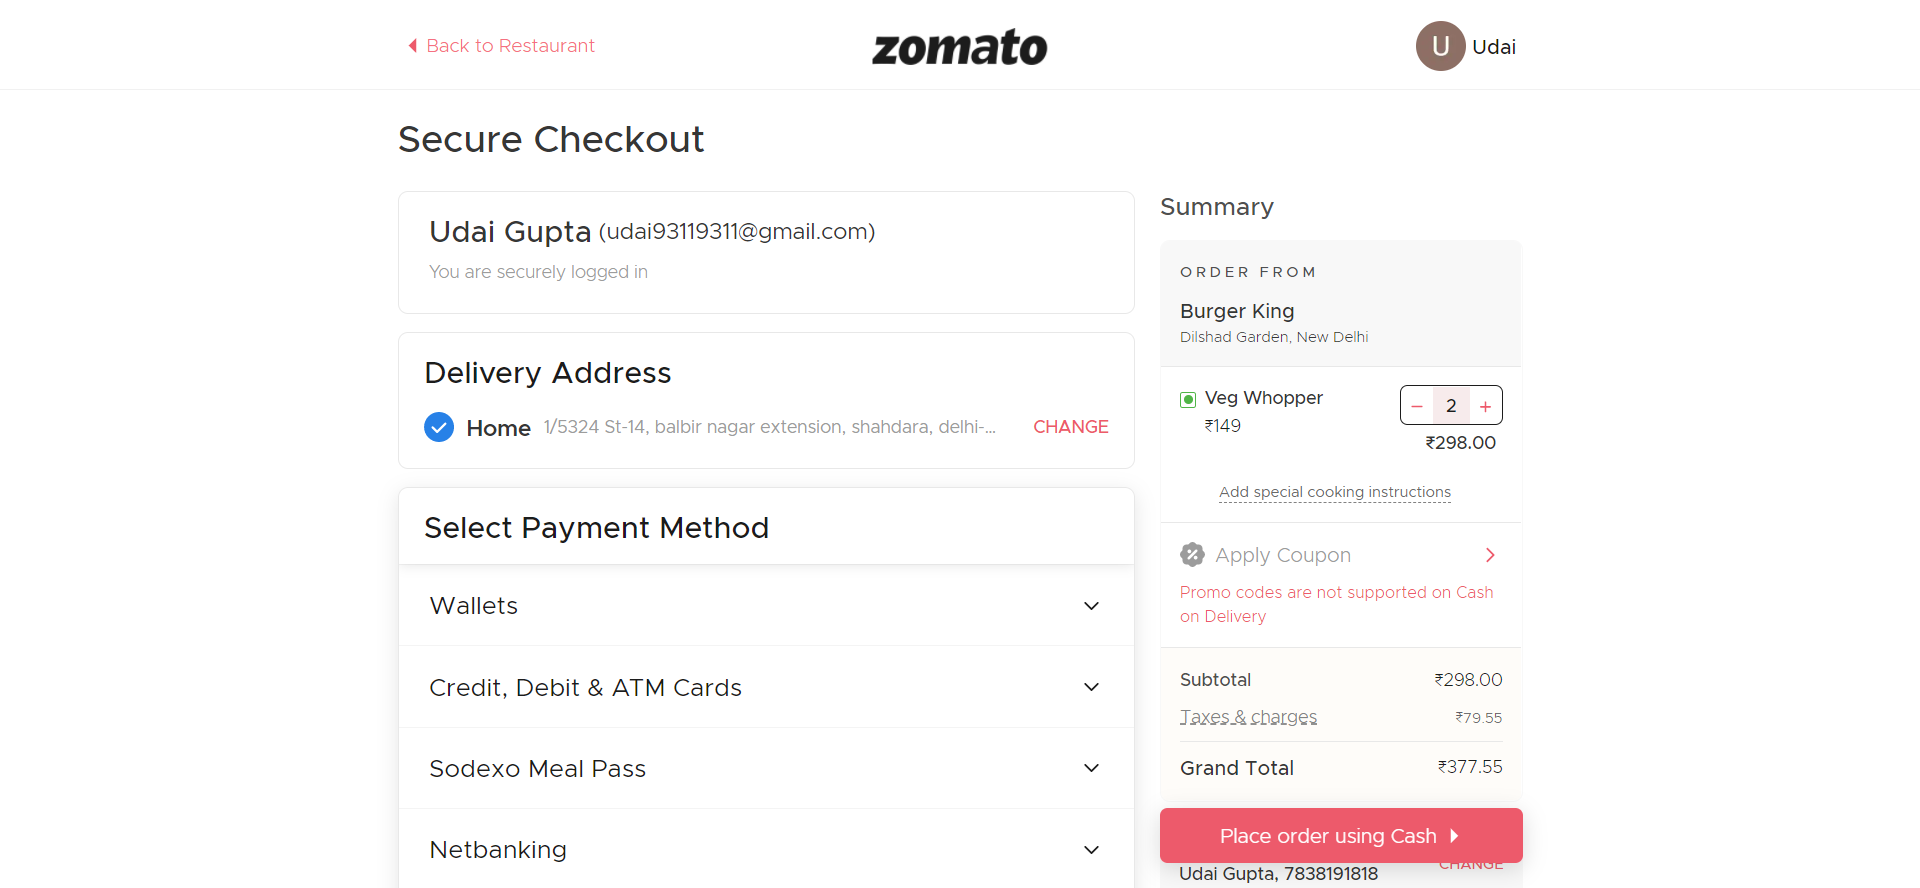 Back to Restaurant
zomato
U
Udai
Secure Checkout
Udai Gupta (udai93119311@gmail.com)
You are securely logged in
Delivery Address
Home 1/5324 St-14, balbir nagar extension, shahdara, delhi-...
CHANGE
Select Payment Method
Wallets
Credit, Debit & ATM Cards
Sodexo Meal Pass
Netbanking
Summary
ORDER FROM
Burger King
Dilshad Garden, New Delhi
Veg Whopper
− 2 +
₹149
₹298.00
Add special cooking instructions
Apply Coupon
Promo codes are not supported on Cash
on Delivery
Subtotal ₹298.00
Taxes & charges ₹79.55
Grand Total ₹377.55
Place order using Cash
CHANGE
Udai Gupta, 7838191818